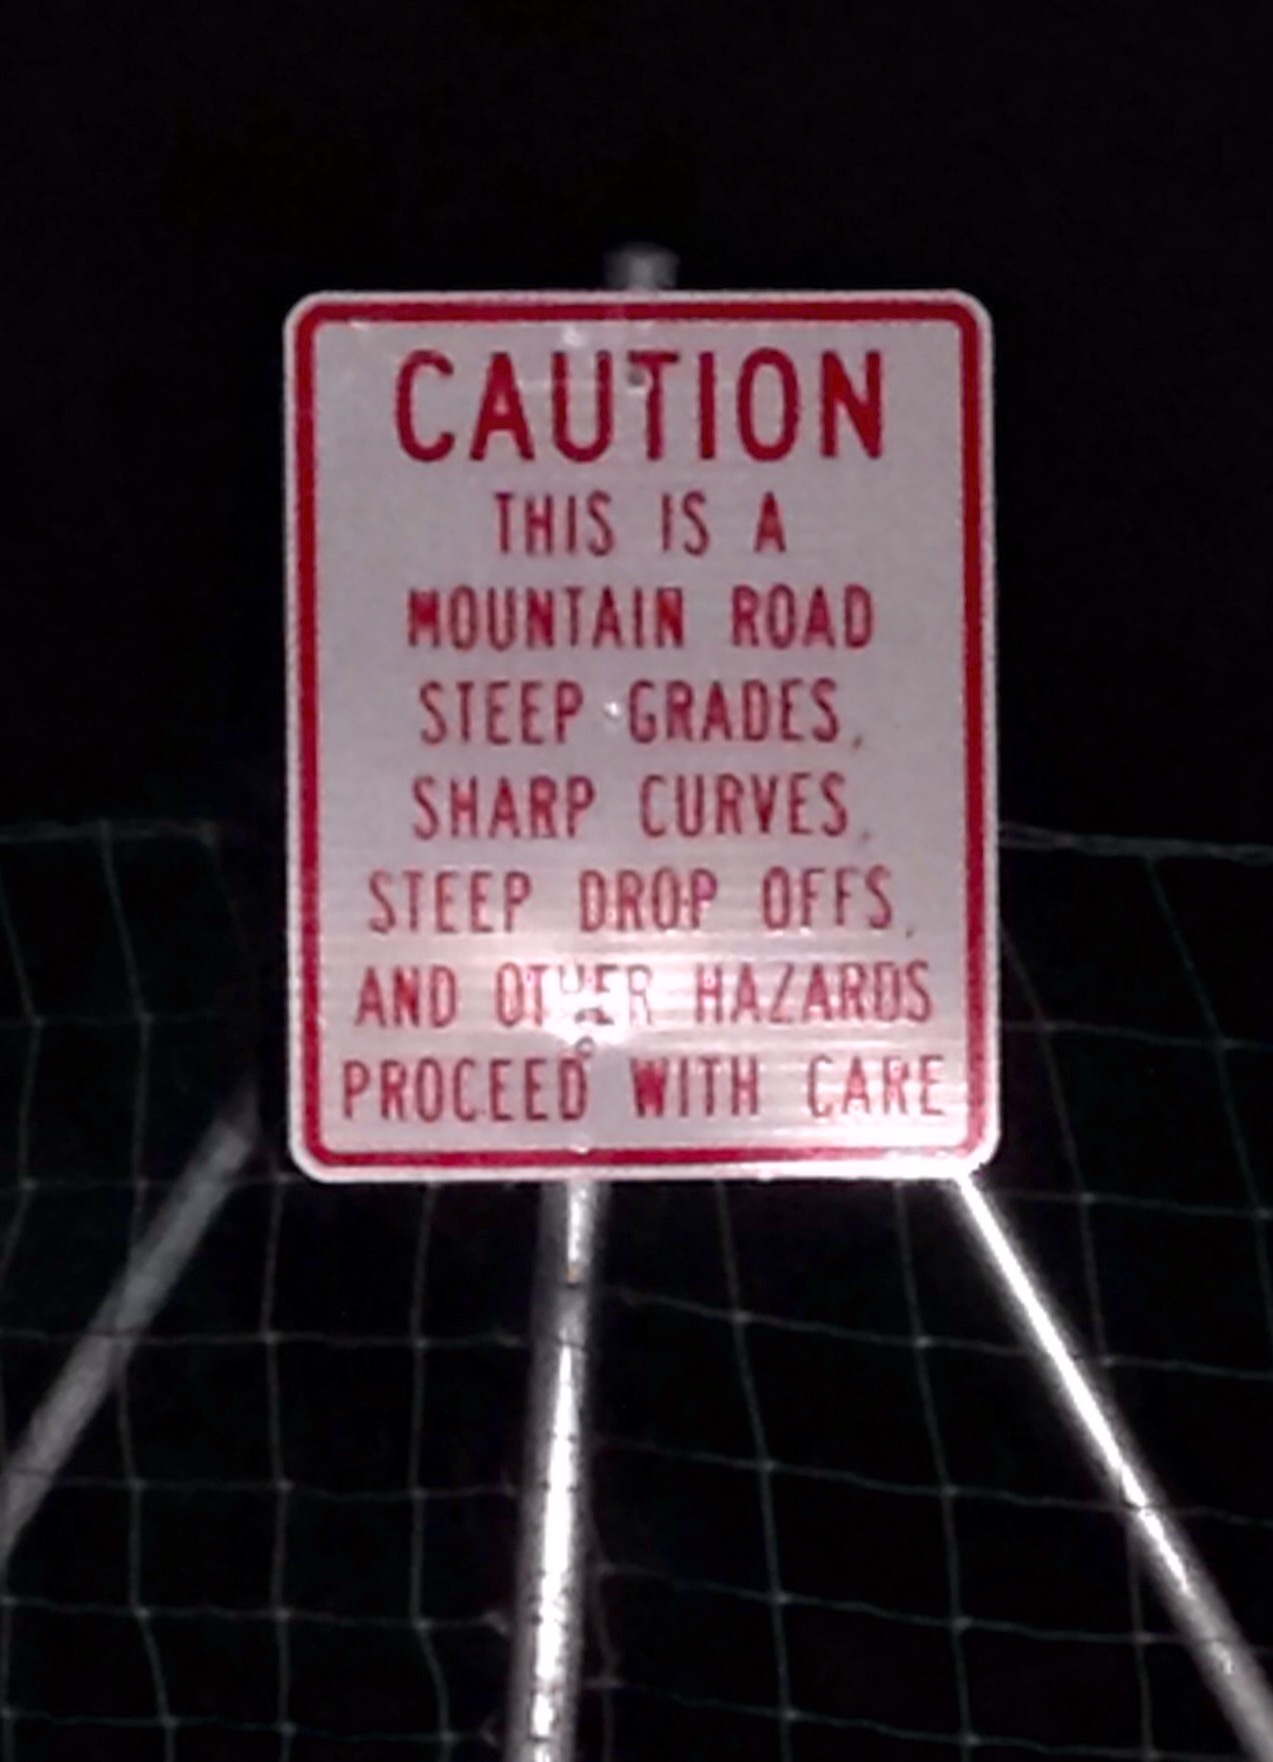 CAUTION
THIS IS A
MOUNTAIN ROAD
STEEP GRADES,
SHARP CURVES,
STEEP DROP OFFS,
AND OTHER HAZARDS
PROCEED WITH CARE